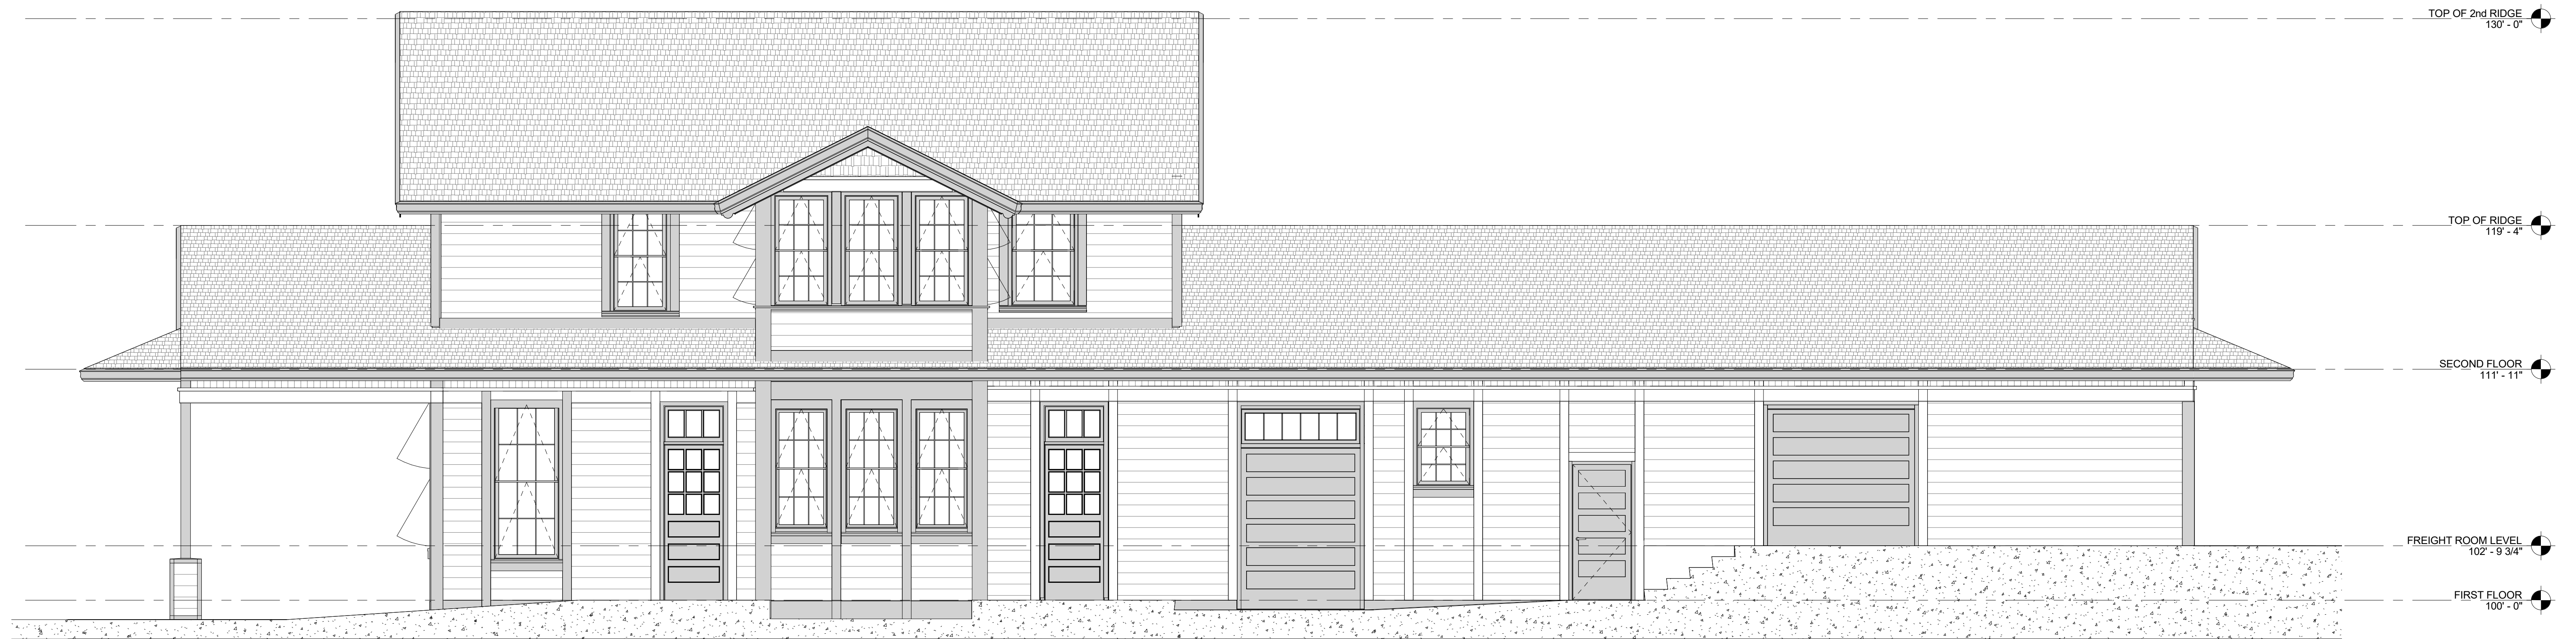 TOP OF 2nd RIDGE
130' - 0"
TOP OF RIDGE
119' - 4"
SECOND FLOOR
111' - 11"
FREIGHT ROOM LEVEL
102' - 9 3/4"
FIRST FLOOR
100' - 0"